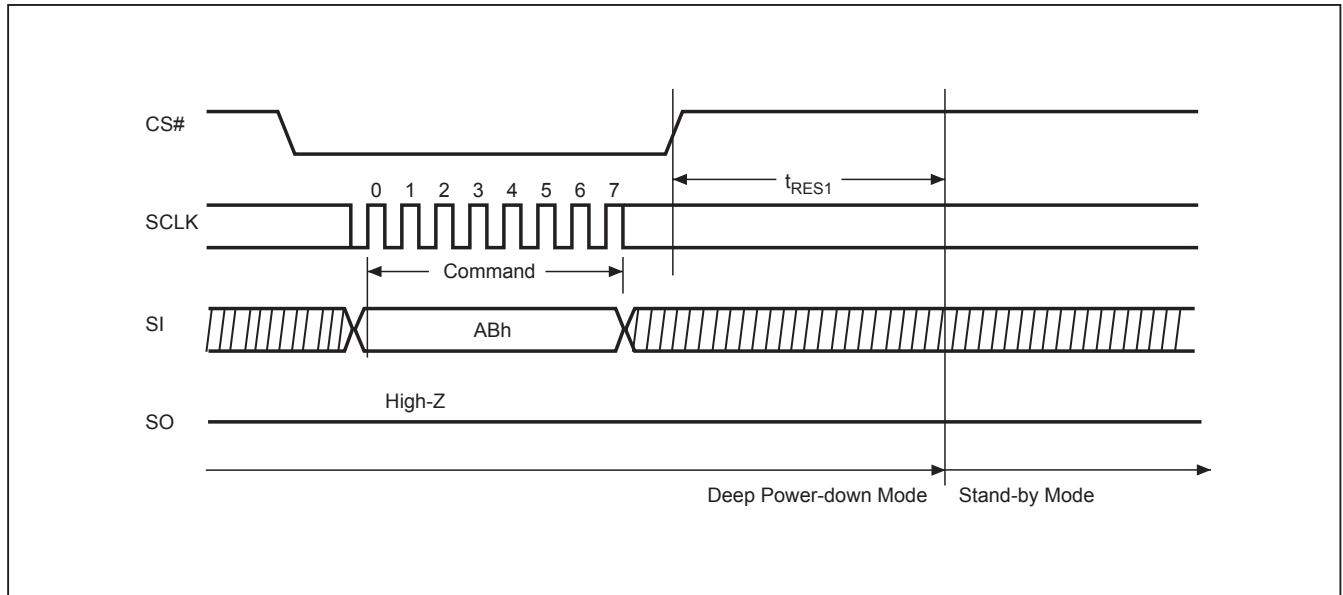 CS#
tRES1
0 1 2 3 4 5 6 7
SCLK
Command
SI
ABh
High-Z
SO
Deep Power-down Mode
Stand-by Mode